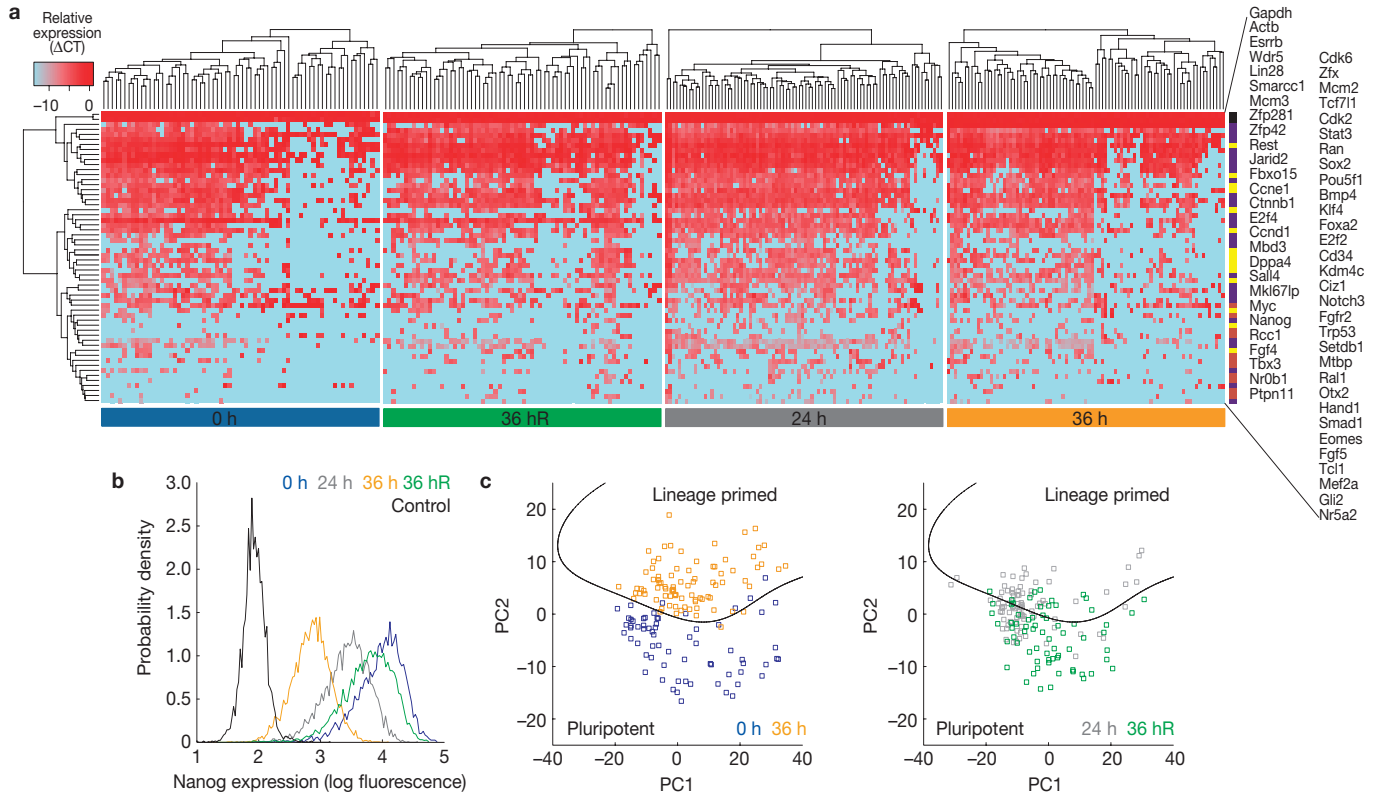 a
Relative
expression
(ΔCT)
−10 0
Gapdh
Actb
Esrrb
Wdr5
Lin28
Smarcc1
Mcm3
Zfp281
Zfp42
Rest
Jarid2
Fbxo15
Ccne1
Ctnnb1
E2f4
Ccnd1
Mbd3
Dppa4
Sall4
Mkl67lp
Myc
Nanog
Rcc1
Fgf4
Tbx3
Nr0b1
Ptpn11
Cdk6
Zfx
Mcm2
Tcf7l1
Cdk2
Stat3
Ran
Sox2
Pou5f1
Bmp4
Klf4
Foxa2
E2f2
Cd34
Kdm4c
Ciz1
Notch3
Fgfr2
Trp53
Setdb1
Mtbp
Ral1
Otx2
Hand1
Smad1
Eomes
Fgf5
Tcl1
Mef2a
Gli2
Nr5a2
0 h 36 hR 24 h 36 h
b
0 h 24 h 36 h 36 hR
Control
Probability density
3.0
2.5
2.0
1.5
1.0
0.5
0
1 2 3 4 5
Nanog expression (log fluorescence)
c
Lineage primed
PC2
20
10
0
−10
−20
Pluripotent 0 h 36 h
−40 −20 0 20 40
PC1
Lineage primed
PC2
20
10
0
−10
−20
Pluripotent 24 h 36 hR
−40 −20 0 20 40
PC1